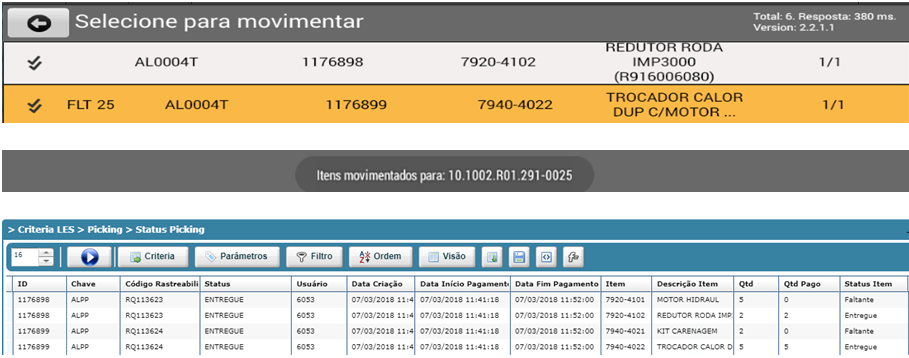 Selecione para movimentar
Total: 6. Resposta: 380 ms.
Version: 2.2.1.1
AL0004T 1176898 7920-4102 REDUTOR RODA IMP3000 (R916006080) 1/1
FLT 25 AL0004T 1176899 7940-4022 TROCADOR CALOR DUP C/MOTOR ... 1/1
Itens movimentados para: 10.1002.R01.291-0025
> Criteria LES > Picking > Status Picking
16 Criteria Parâmetros Filtro Ordem Visão
ID Chave Código Rastreabili Status Usuário Data Criação Data Início Pagament Data Fim Pagamento Item Descrição Item Qtd Qtd Pago Status Item
1176898 ALPP RQ113623 ENTREGUE 6053 07/03/2018 11:4 07/03/2018 11:41:18 07/03/2018 11:52:00 7920-4101 MOTOR HIDRAUL 2 0 Faltante
1176898 ALPP RQ113623 ENTREGUE 6053 07/03/2018 11:4 07/03/2018 11:41:18 07/03/2018 11:52:00 7920-4102 REDUTOR RODA IMP 2 2 Entregue
1176899 ALPP RQ113624 ENTREGUE 6053 07/03/2018 11:4 07/03/2018 11:41:18 07/03/2018 11:52:00 7940-4021 KIT CARENAGEM 2 0 Faltante
1176899 ALPP RQ113624 ENTREGUE 6053 07/03/2018 11:4 07/03/2018 11:41:18 07/03/2018 11:52:00 7940-4022 TROCADOR CALOR D 5 5 Entregue